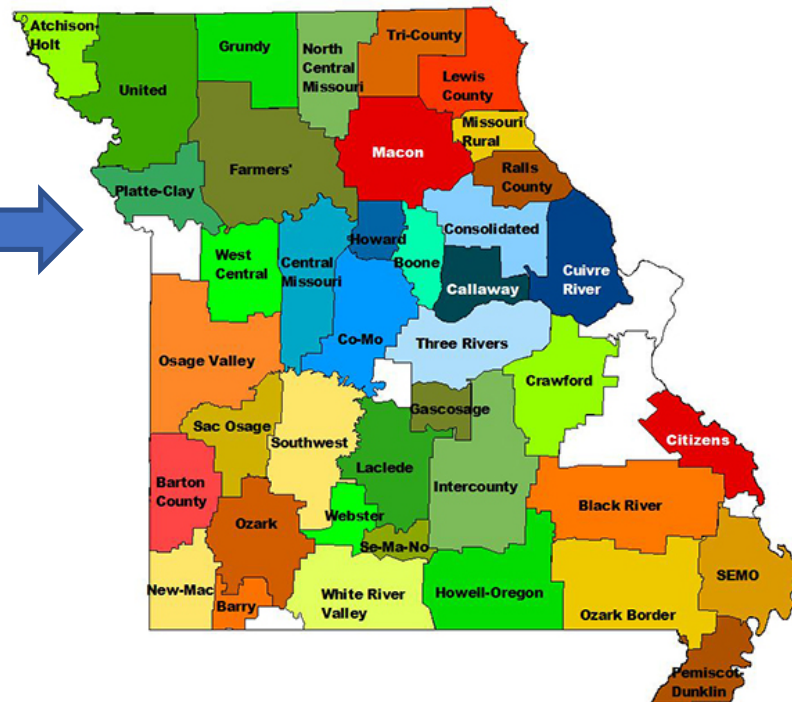 Atchison-
Holt
United
Grundy
North
Central
Missouri
Tri-County
Lewis
County
Missouri
Rural
Macon
Ralls
County
Farmers'
Platte-Clay
West
Central
Central
Missouri
Howard
Boone
Consolidated
Callaway
Cuivre
River
Co-Mo
Three Rivers
Osage Valley
Crawford
Gascosage
Sac Osage
Southwest
Laclede
Citizens
Barton
County
Intercounty
Ozark
Webster
Black River
Se-Ma-No
New-Mac
Barry
White River
Valley
Howell-Oregon
Ozark Border
SEMO
Pemiscot-
Dunklin